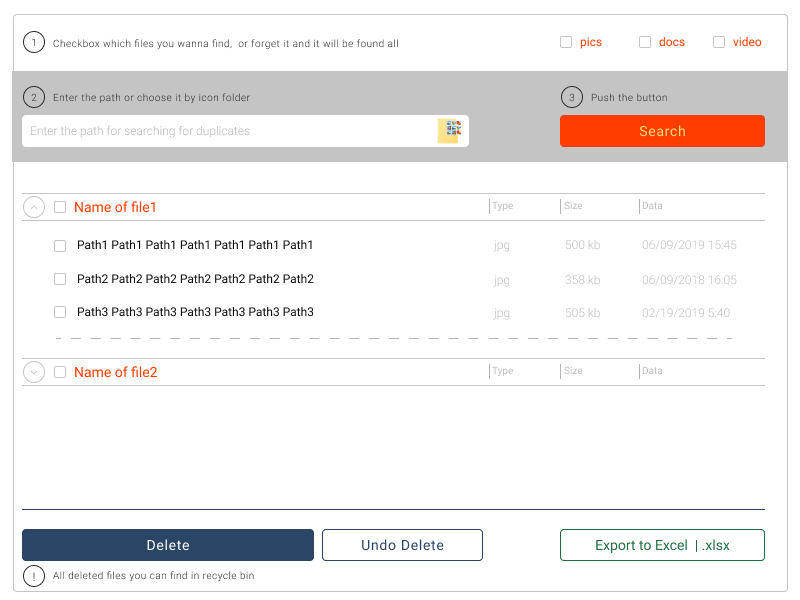 1 Checkbox which files you wanna find, or forget it and it will be found all
pics docs video
2 Enter the path or choose it by icon folder
3 Push the button
Enter the path for searching for duplicates
Search
Name of file1 Type Size Data
Path1 Path1 Path1 Path1 Path1 Path1 Path1 jpg 500 kb 06/09/2019 15:45
Path2 Path2 Path2 Path2 Path2 Path2 Path2 jpg 358 kb 06/09/2018 16:05
Path3 Path3 Path3 Path3 Path3 Path3 Path3 jpg 505 kb 02/19/2019 5:40
Name of file2 Type Size Data
Delete Undo Delete Export to Excel | .xlsx
! All deleted files you can find in recycle bin